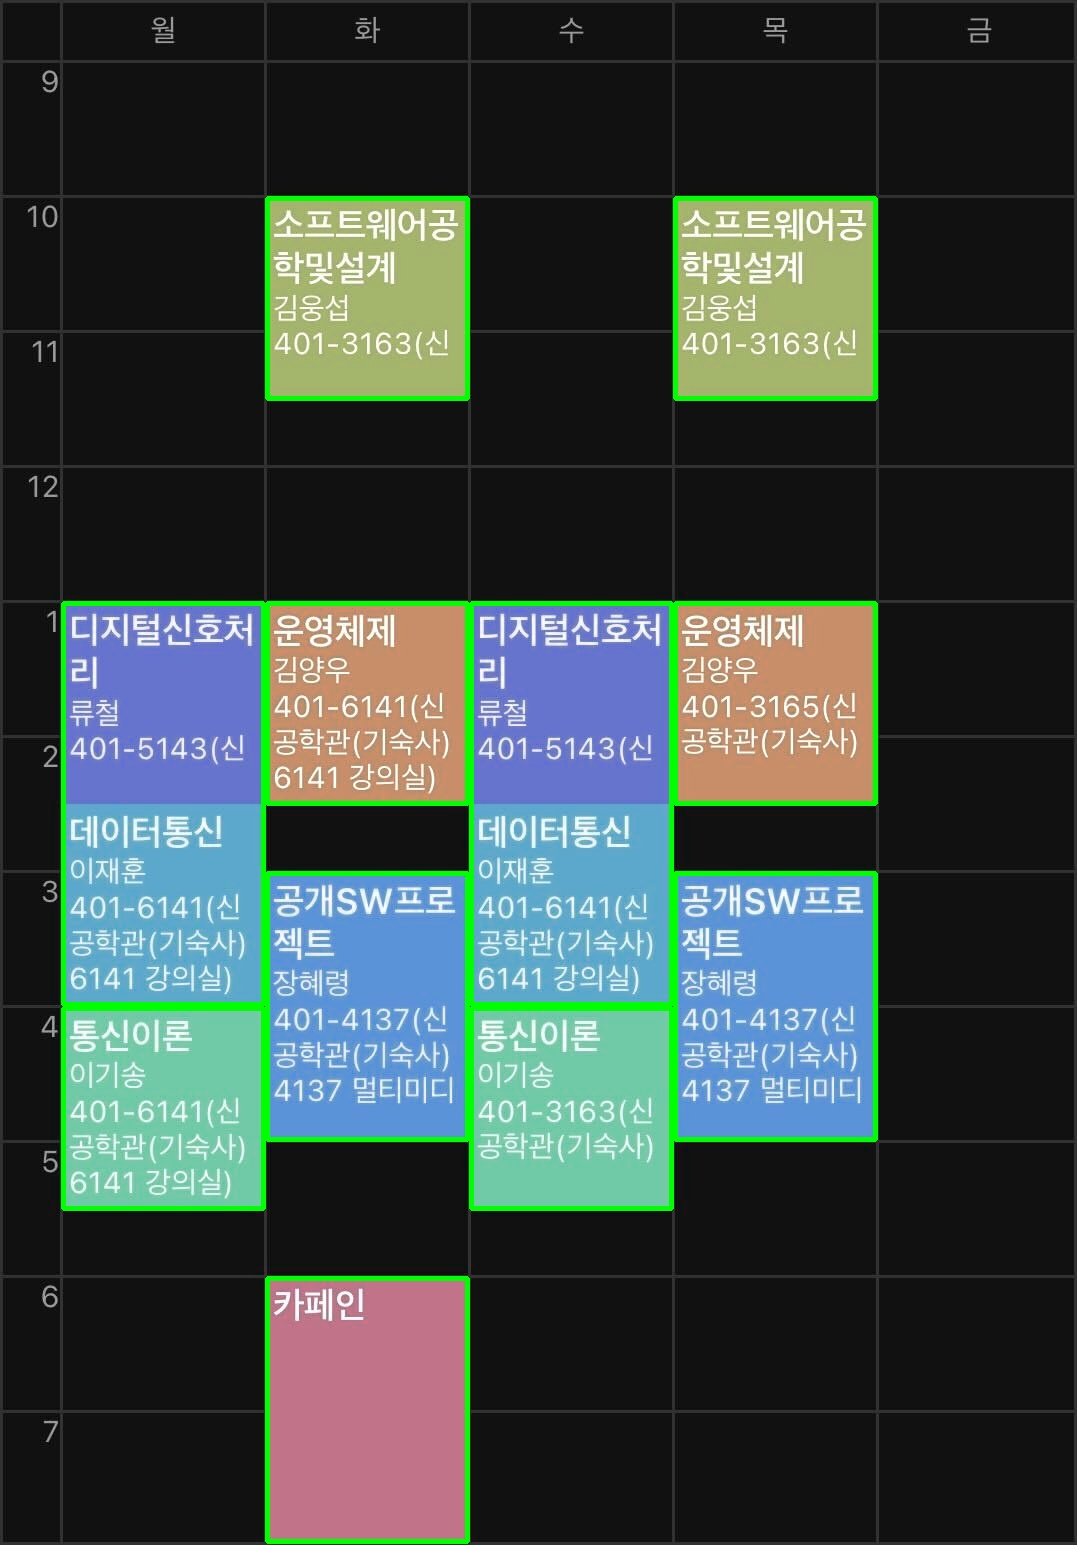 월 화 수 목 금
9
10
소프트웨어공
학및설계
김웅섭
401-3163(신
소프트웨어공
학및설계
김웅섭
401-3163(신
11
12
1
디지털신호처
리
류철
401-5143(신
운영체제
김양우
401-6141(신
공학관(기숙사)
6141 강의실)
디지털신호처
리
류철
401-5143(신
운영체제
김양우
401-3165(신
공학관(기숙사)
2
데이터통신
이재훈
401-6141(신
공학관(기숙사)
6141 강의실)
데이터통신
이재훈
401-6141(신
공학관(기숙사)
6141 강의실)
3
공개SW프로
젝트
장혜령
401-4137(신
공학관(기숙사)
4137 멀티미디
공개SW프로
젝트
장혜령
401-4137(신
공학관(기숙사)
4137 멀티미디
4
통신이론
이기송
401-6141(신
공학관(기숙사)
6141 강의실)
통신이론
이기송
401-3163(신
공학관(기숙사)
5
6
카페인
7